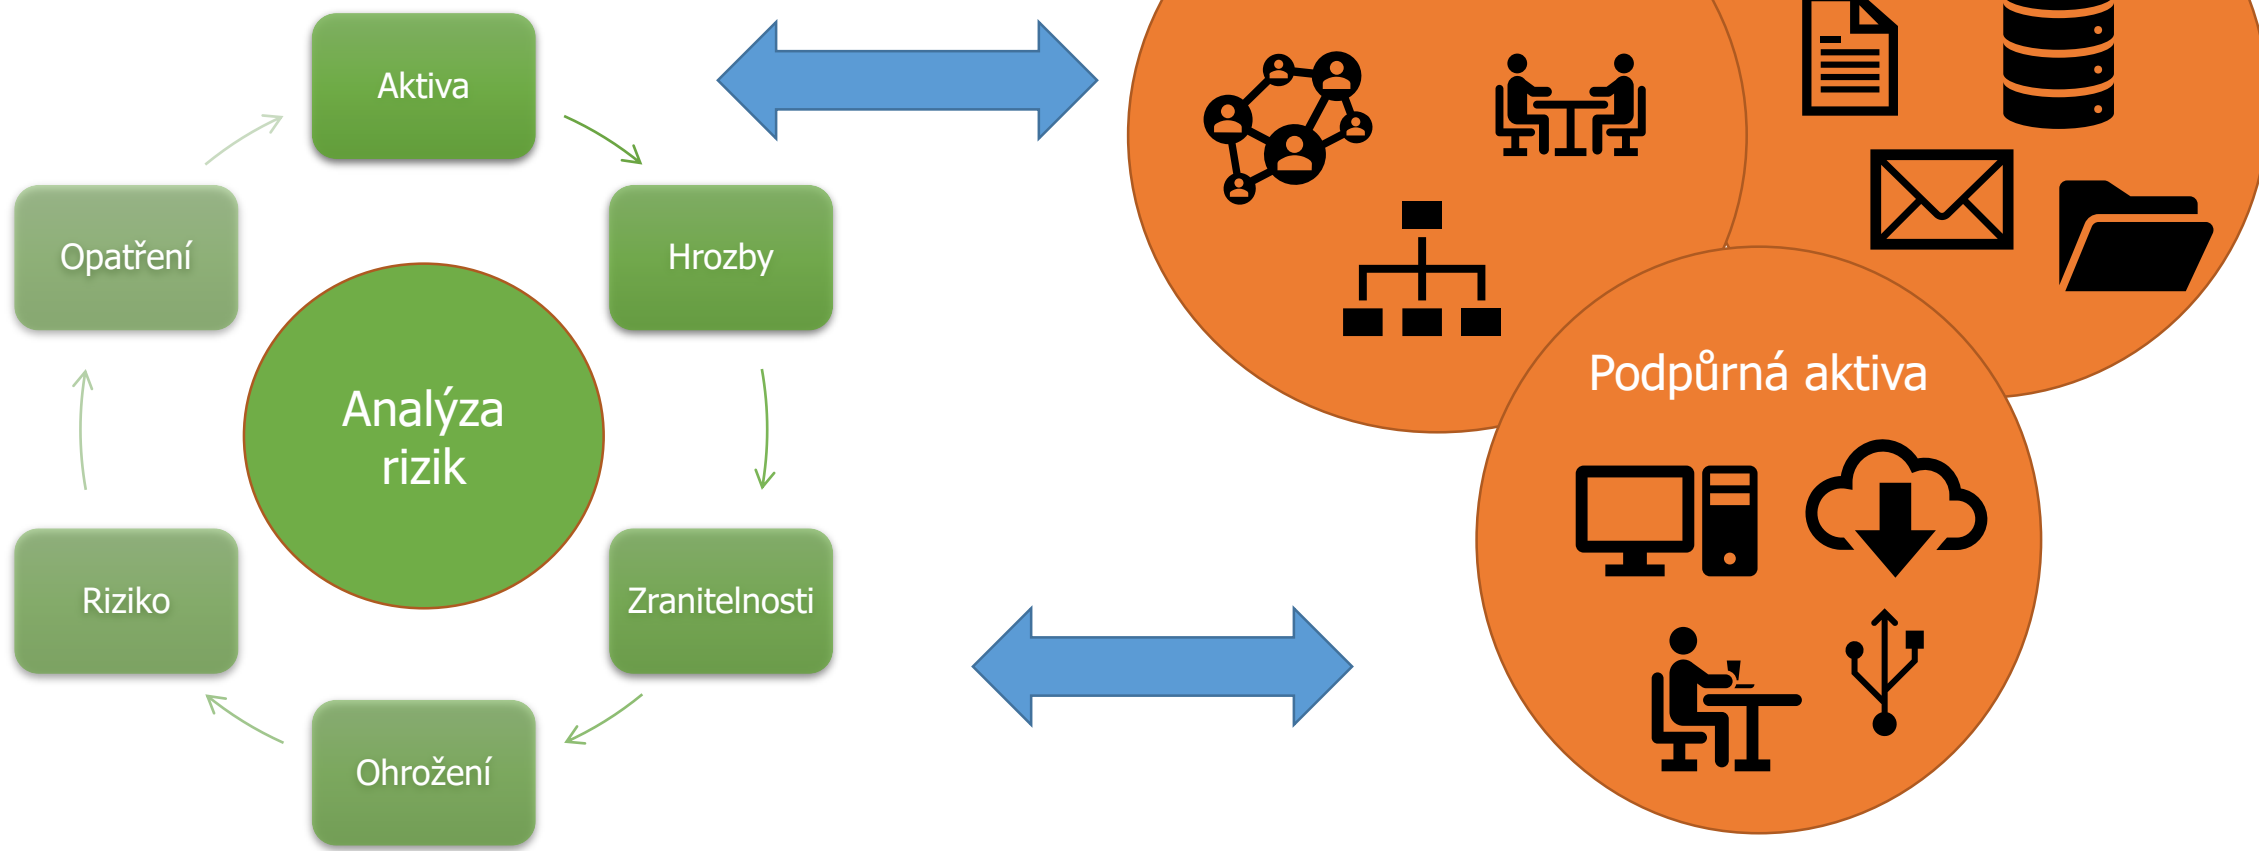 Aktiva
Hrozby
Opatření
Analýza
rizik
Riziko
Zranitelnosti
Ohrožení
Podpůrná aktiva